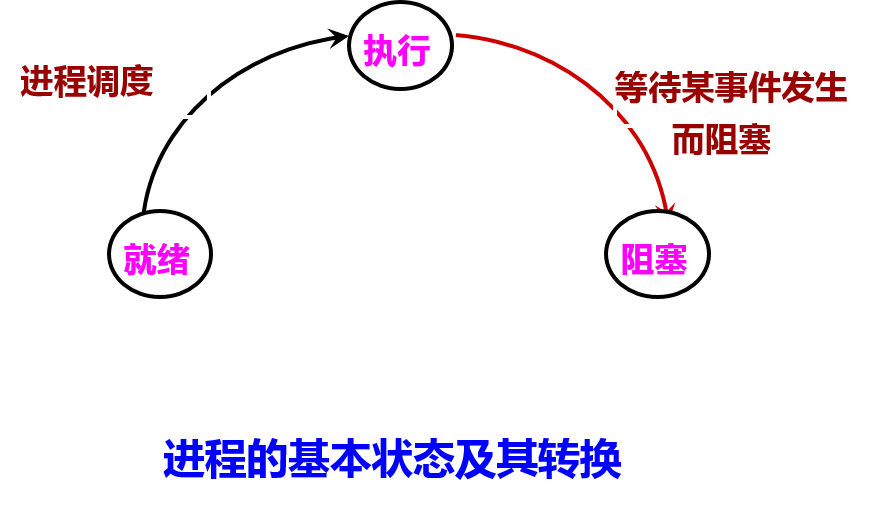 执行
进程调度
等待某事件发生
而阻塞
就绪
阻塞
进程的基本状态及其转换